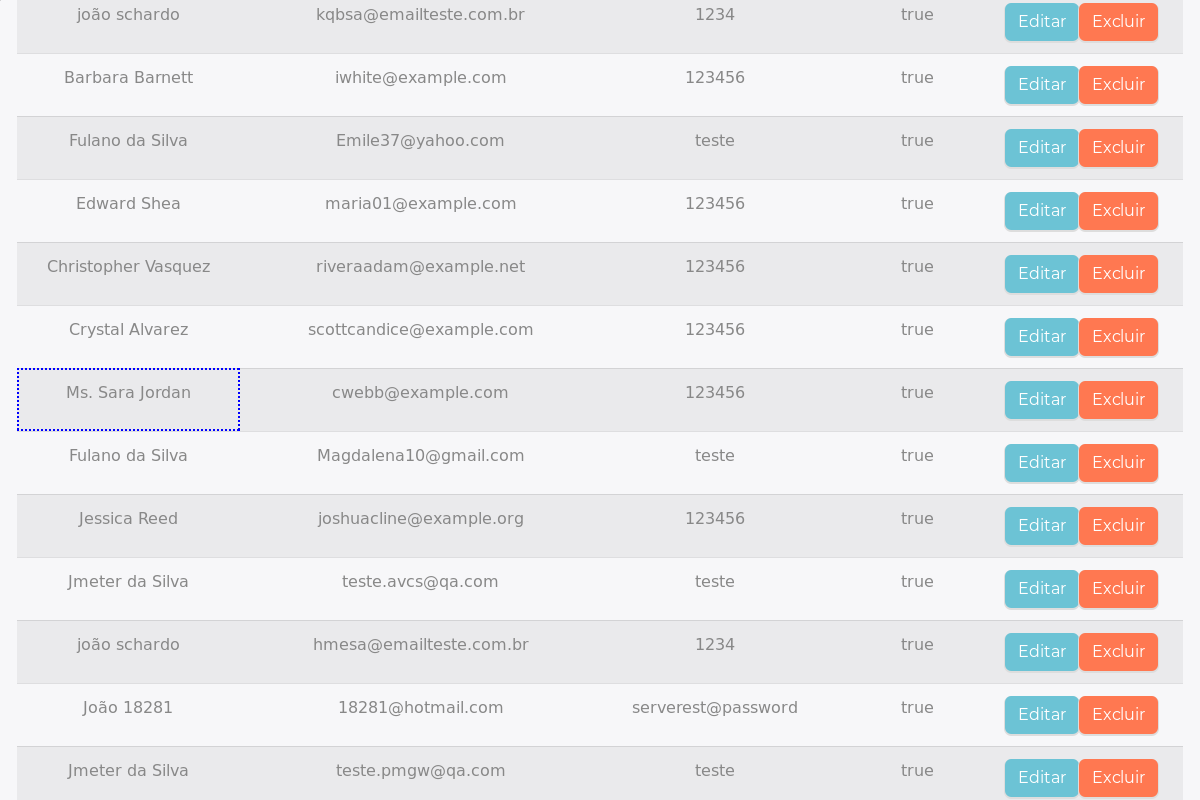 joão schardo kqbsa@emailteste.com.br 1234 true Editar Excluir
Barbara Barnett iwhite@example.com 123456 true Editar Excluir
Fulano da Silva Emile37@yahoo.com teste true Editar Excluir
Edward Shea maria01@example.com 123456 true Editar Excluir
Christopher Vasquez riveraadam@example.net 123456 true Editar Excluir
Crystal Alvarez scottcandice@example.com 123456 true Editar Excluir
Ms. Sara Jordan cwebb@example.com 123456 true Editar Excluir
Fulano da Silva Magdalena10@gmail.com teste true Editar Excluir
Jessica Reed joshuacline@example.org 123456 true Editar Excluir
Jmeter da Silva teste.avcs@qa.com teste true Editar Excluir
joão schardo hmesa@emailteste.com.br 1234 true Editar Excluir
João 18281 18281@hotmail.com serverest@password true Editar Excluir
Jmeter da Silva teste.pmgw@qa.com teste true Editar Excluir